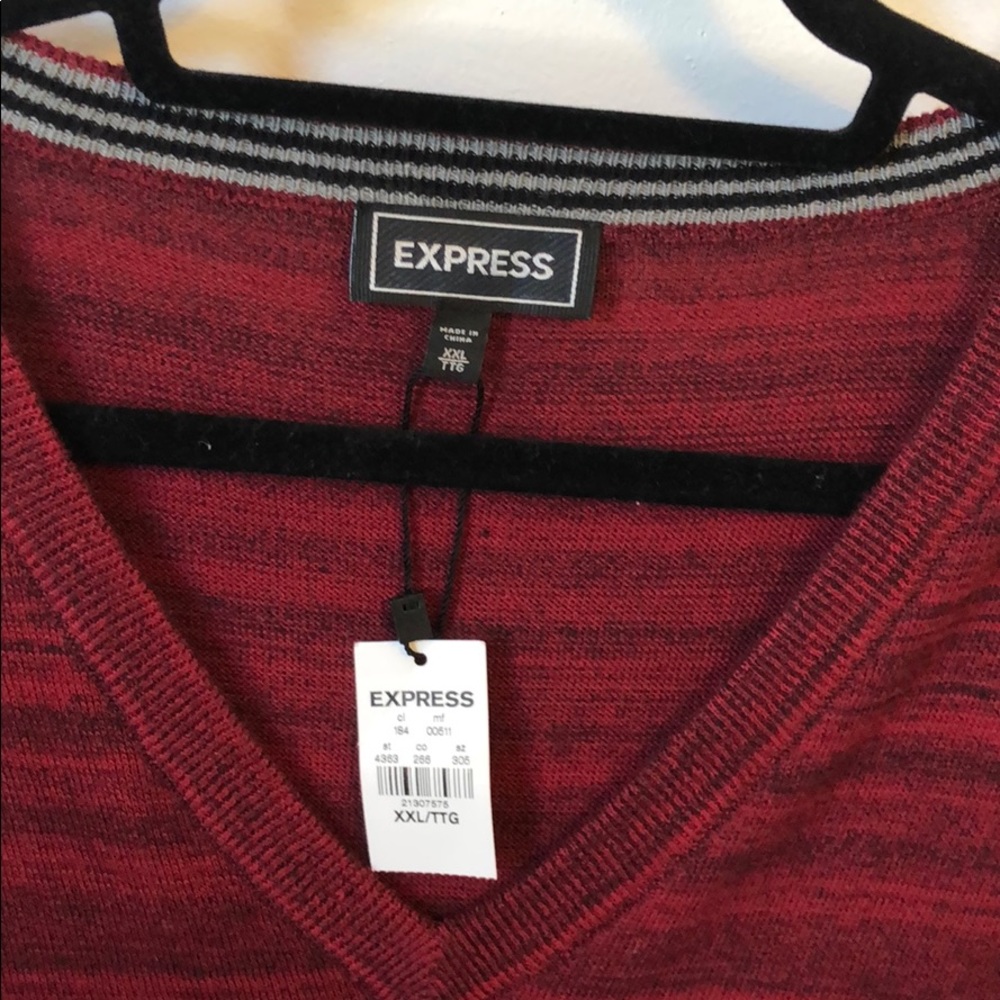 EXPRESS
MADE IN
CHINA
XXL
TTG
EXPRESS
cl mf
184 00511
st co sz
4363 266 305
21307575
XXL/TTG